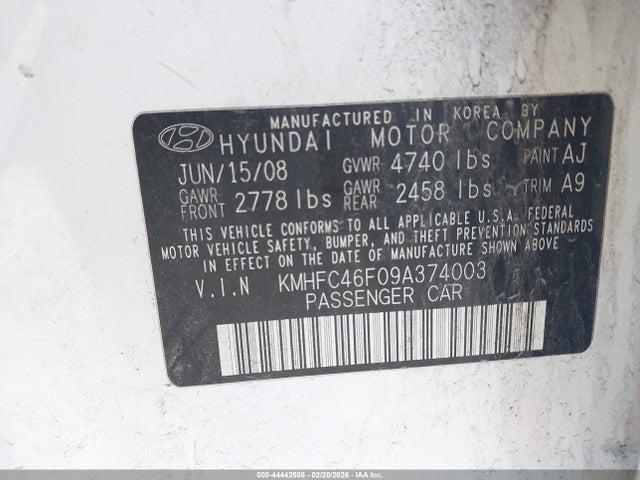 MANUFACTURED IN KOREA BY
HYUNDAI MOTOR COMPANY
JUN/15/08 GVWR 4740 lbs PAINT AJ
GAWR FRONT 2778 lbs GAWR REAR 2458 lbs TRIM A9
THIS VEHICLE CONFORMS TO ALL APPLICABLE U.S.A. FEDERAL
MOTOR VEHICLE SAFETY, BUMPER, AND THEFT PREVENTION STANDARDS
IN EFFECT ON THE DATE OF MANUFACTURE SHOWN ABOVE.
V.I.N KMHFC46F09A374003
PASSENGER CAR
000-44442508 - 02/20/2026 - IAA Holdings, LLC